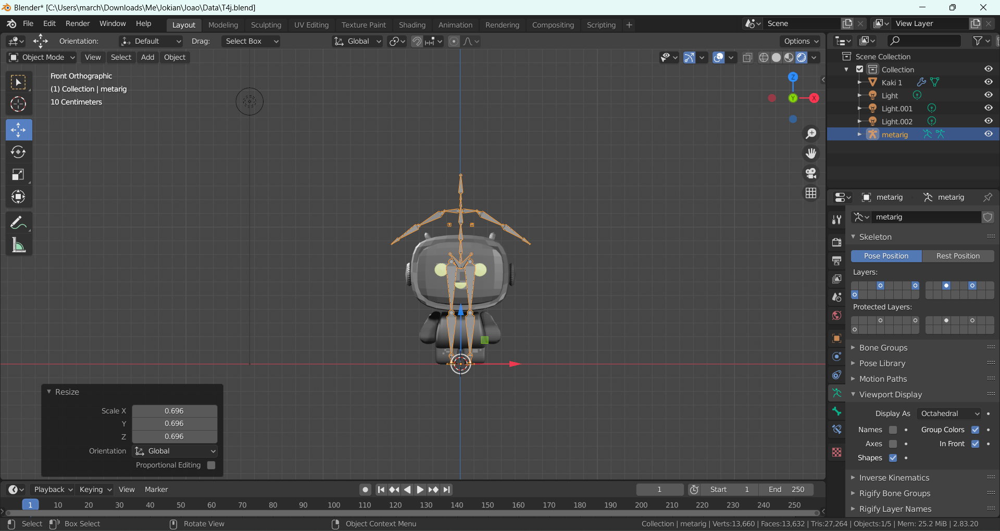 Blender* [C:\Users\march\Downloads\Me\Jokian\Joao\Data\T4j.blend]
File Edit Render Window Help Layout Modeling Sculpting UV Editing Texture Paint Shading Animation Rendering Compositing Scripting + Scene View Layer
Orientation: Default Drag: Select Box Global Options
Object Mode View Select Add Object
Front Orthographic
(1) Collection | metarig
10 Centimeters
Z
Y
X
Scene Collection
Collection
Kaki 1
Light
Light.001
Light.002
metarig
metarig metarig
metarig
Skeleton
Pose Position Rest Position
Layers:
Protected Layers:
Bone Groups
Pose Library
Motion Paths
Viewport Display
Display As Octahedral
Names Group Colors
Axes In Front
Shapes
Inverse Kinematics
Rigify Bone Groups
Rigify Layer Names
Resize
Scale X 0.696
Y 0.696
Z 0.696
Orientation Global
Proportional Editing
Playback Keying View Marker 1 Start 1 End 250
1 10 20 30 40 50 60 70 80 90 100 110 120 130 140 150 160 170 180 190 200 210 220 230 240 250
Select Box Select Rotate View Object Context Menu Collection | metarig | Verts:13,660 | Faces:13,632 | Tris:27,264 | Objects:1/5 | Mem: 25.2 MiB | 2.83.20